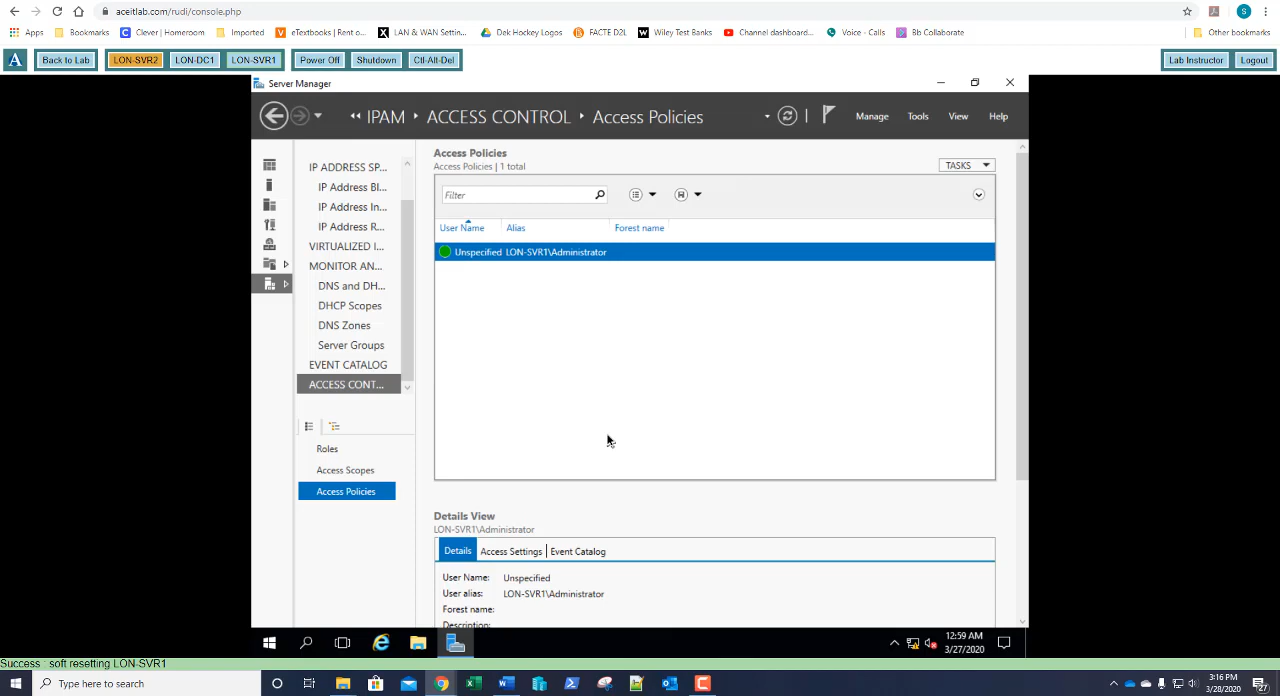 aceitlab.com/rudi/console.php
S
Apps Bookmarks Clever | Homeroom Imported eTextbooks | Rent o... LAN & WAN Settin... Dek Hockey Logos FACTE D2L Wiley Test Banks Channel dashboard... Voice - Calls Bb Collaborate Other bookmarks
A Back to Lab LON-SVR2 LON-DC1 LON-SVR1 Power Off Shutdown Ctl-Alt-Del Lab Instructor Logout
Server Manager
IPAM ACCESS CONTROL Access Policies Manage Tools View Help
Access Policies
Access Policies | 1 total
TASKS
Filter
User Name Alias Forest name
Unspecified LON-SVR1\Administrator
IP ADDRESS SP...
IP Address Bl...
IP Address In...
IP Address R...
VIRTUALIZED I...
MONITOR AN...
DNS and DH...
DHCP Scopes
DNS Zones
Server Groups
EVENT CATALOG
ACCESS CONT...
Roles
Access Scopes
Access Policies
Details View
LON-SVR1\Administrator
Details Access Settings Event Catalog
User Name: Unspecified
User alias: LON-SVR1\Administrator
Forest name:
Description:
12:59 AM
3/27/2020
Success : soft resetting LON-SVR1
Type here to search
3:16 PM
3/28/2020
27